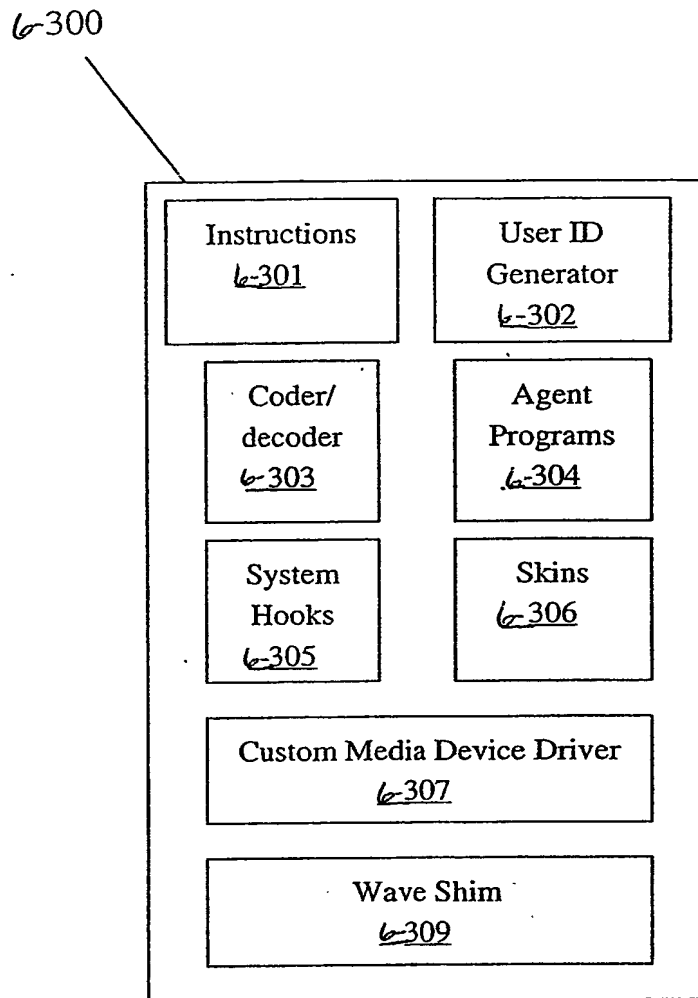 6-300
Instructions
6-301
User ID
Generator
6-302
Coder/
decoder
6-303
Agent
Programs
6-304
System
Hooks
6-305
Skins
6-306
Custom Media Device Driver
6-307
Wave Shim
6-309